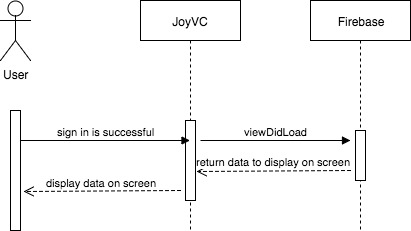 JoyVC
Firebase
User
sign in is successful
viewDidLoad
return data to display on screen
display data on screen